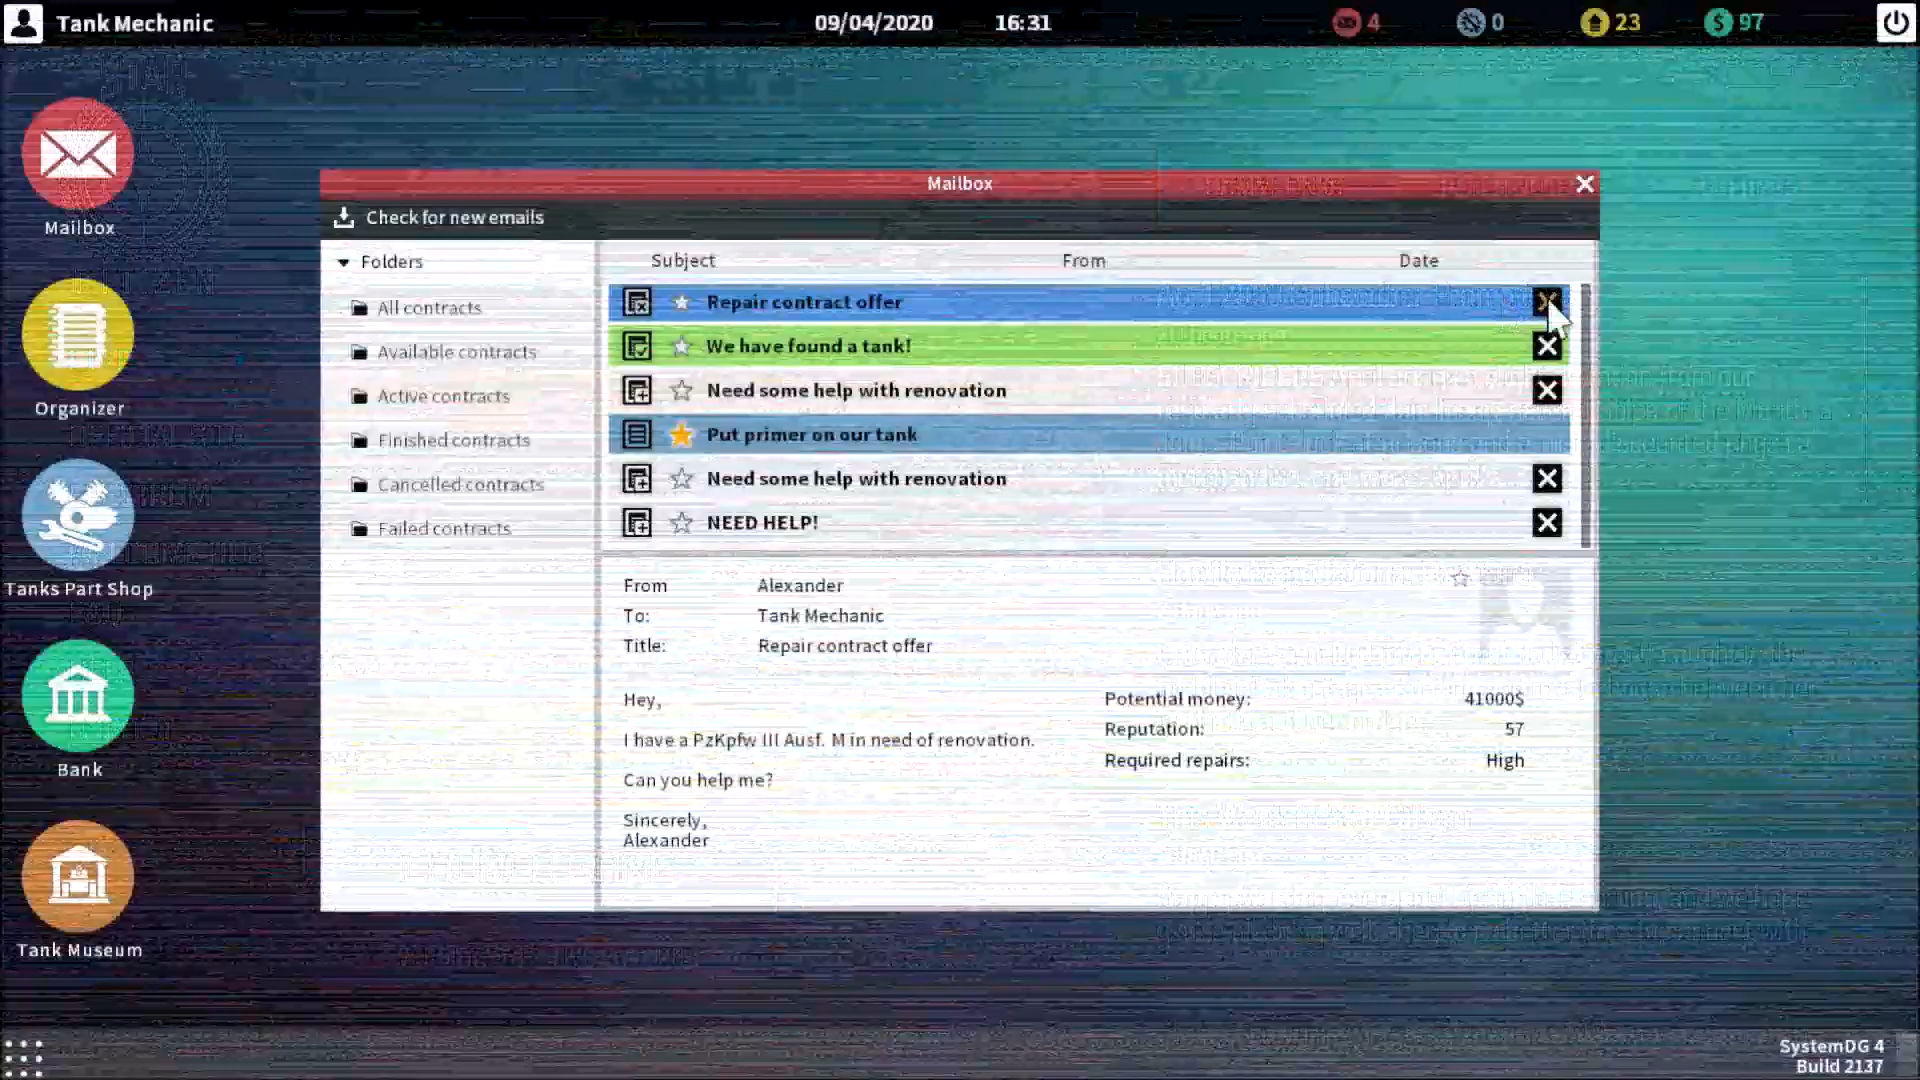 Tank Mechanic 09/04/2020 16:31 4 0 23 97
Mailbox
Check for new emails
Mailbox
Folders
Subject From Date
All contracts
Repair contract offer
Available contracts
We have found a tank!
Active contracts
Need some help with renovation
Organizer
Finished contracts
Put primer on our tank
Cancelled contracts
Need some help with renovation
Failed contracts
NEED HELP!
Tanks Part Shop
From Alexander
To: Tank Mechanic
Title: Repair contract offer
Hey,
I have a PzKpfw III Ausf. M in need of renovation.
Can you help me?
Sincerely,
Alexander
Potential money: 41000$
Reputation: 57
Required repairs: High
Bank
Tank Museum
SystemDG 4
Build 2137